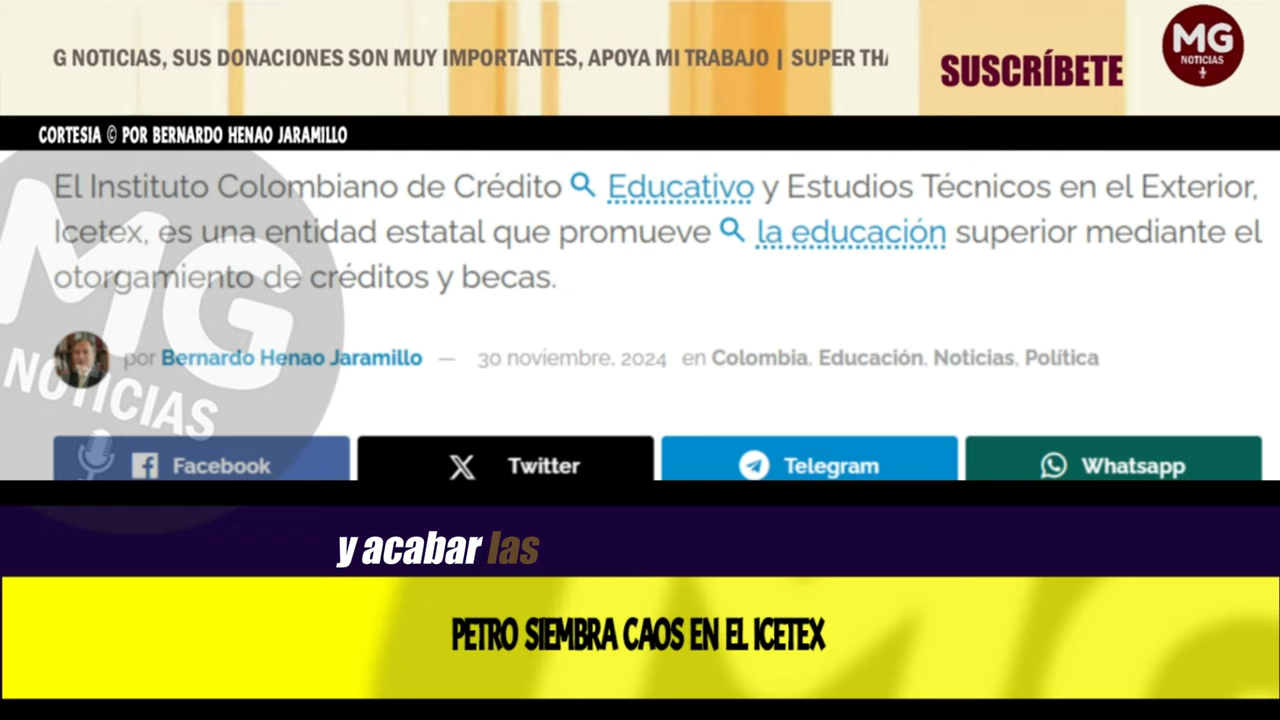 G NOTICIAS, SUS DONACIONES SON MUY IMPORTANTES, APOYA MI TRABAJO | SUPER THA
SUSCRÍBETE
MG
NOTICIAS
CORTESIA © POR BERNARDO HENAO JARAMILLO
El Instituto Colombiano de Crédito Educativo y Estudios Técnicos en el Exterior,
Icetex, es una entidad estatal que promueve la educación superior mediante el
otorgamiento de créditos y becas.
MG
NOTICIAS
por Bernardo Henao Jaramillo — 30 noviembre, 2024 en Colombia, Educación, Noticias, Política
Facebook
Twitter
Telegram
Whatsapp
y acabar las
PETRO SIEMBRA CAOS EN EL ICETEX